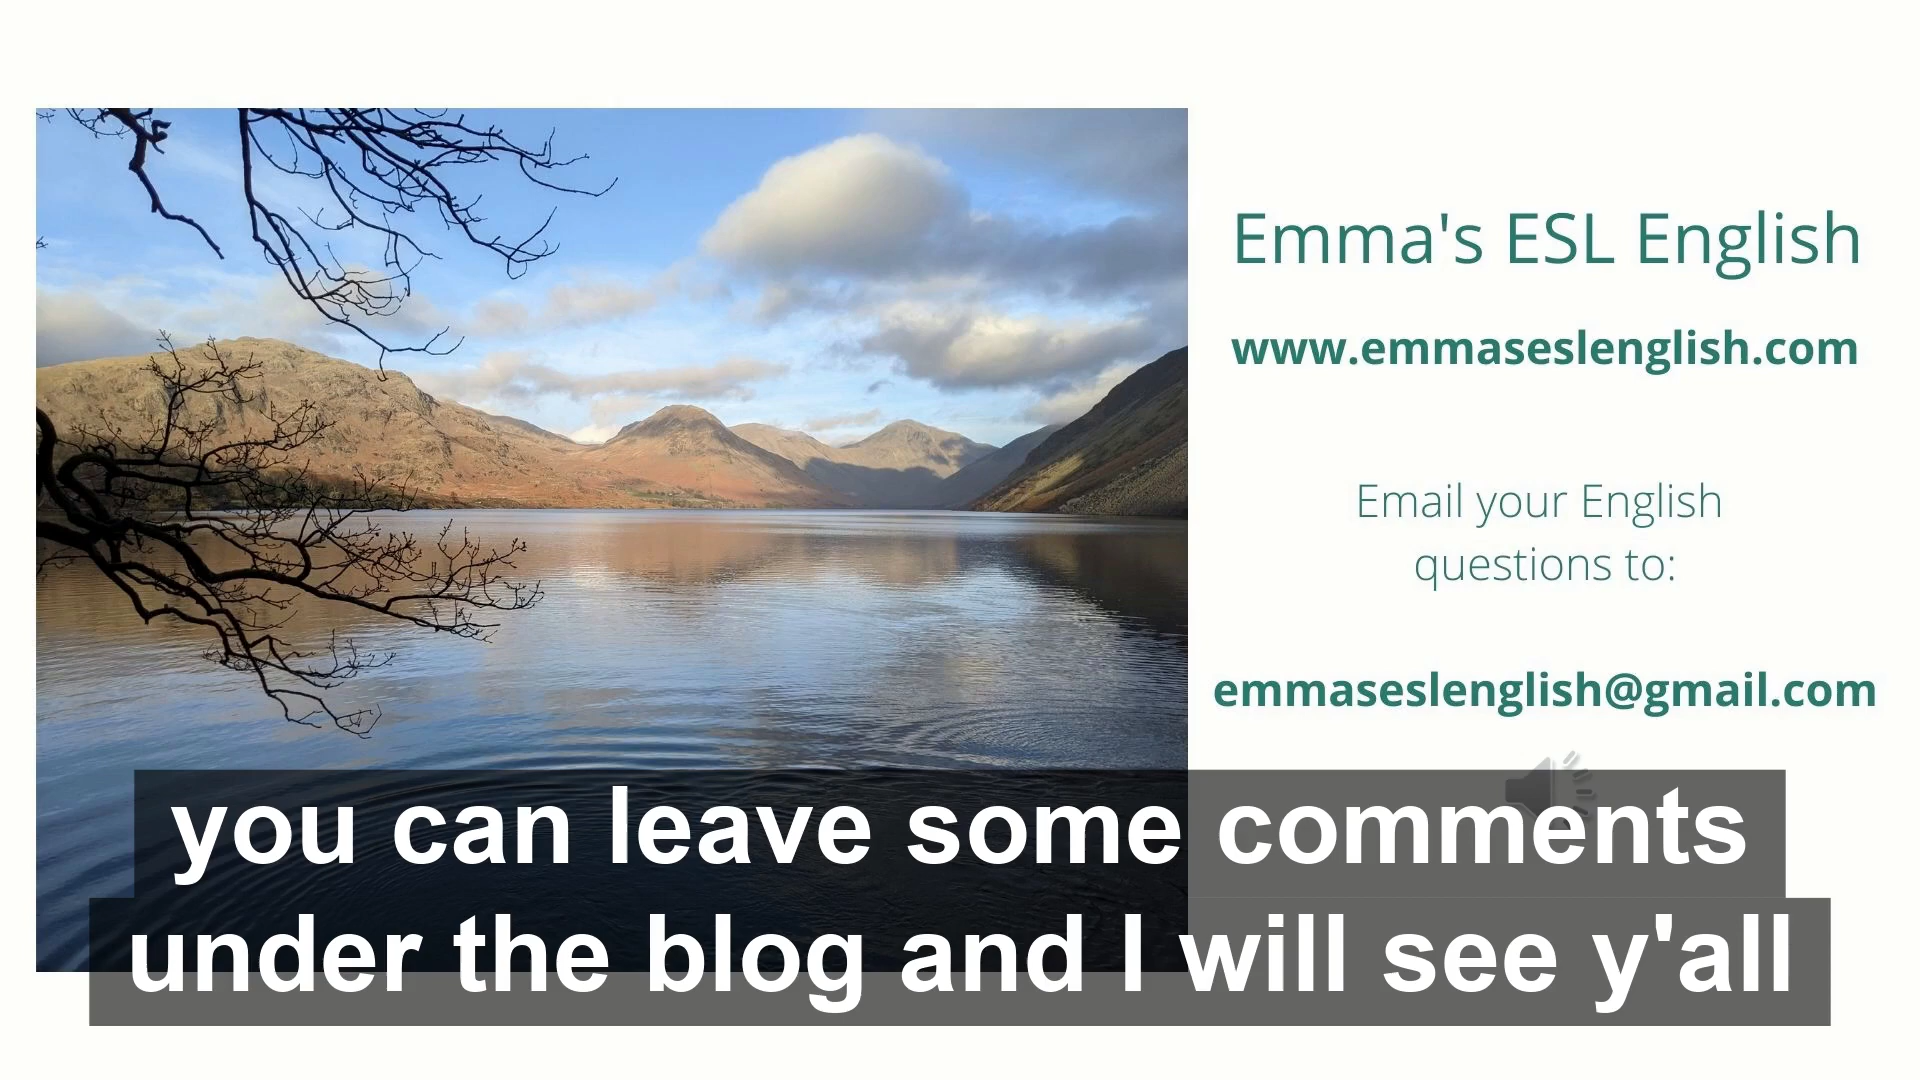 Emma's ESL English
www.emmaseslenglish.com
Email your English
questions to:
emmaseslenglish@gmail.com
you can leave some comments
under the blog and I will see y'all